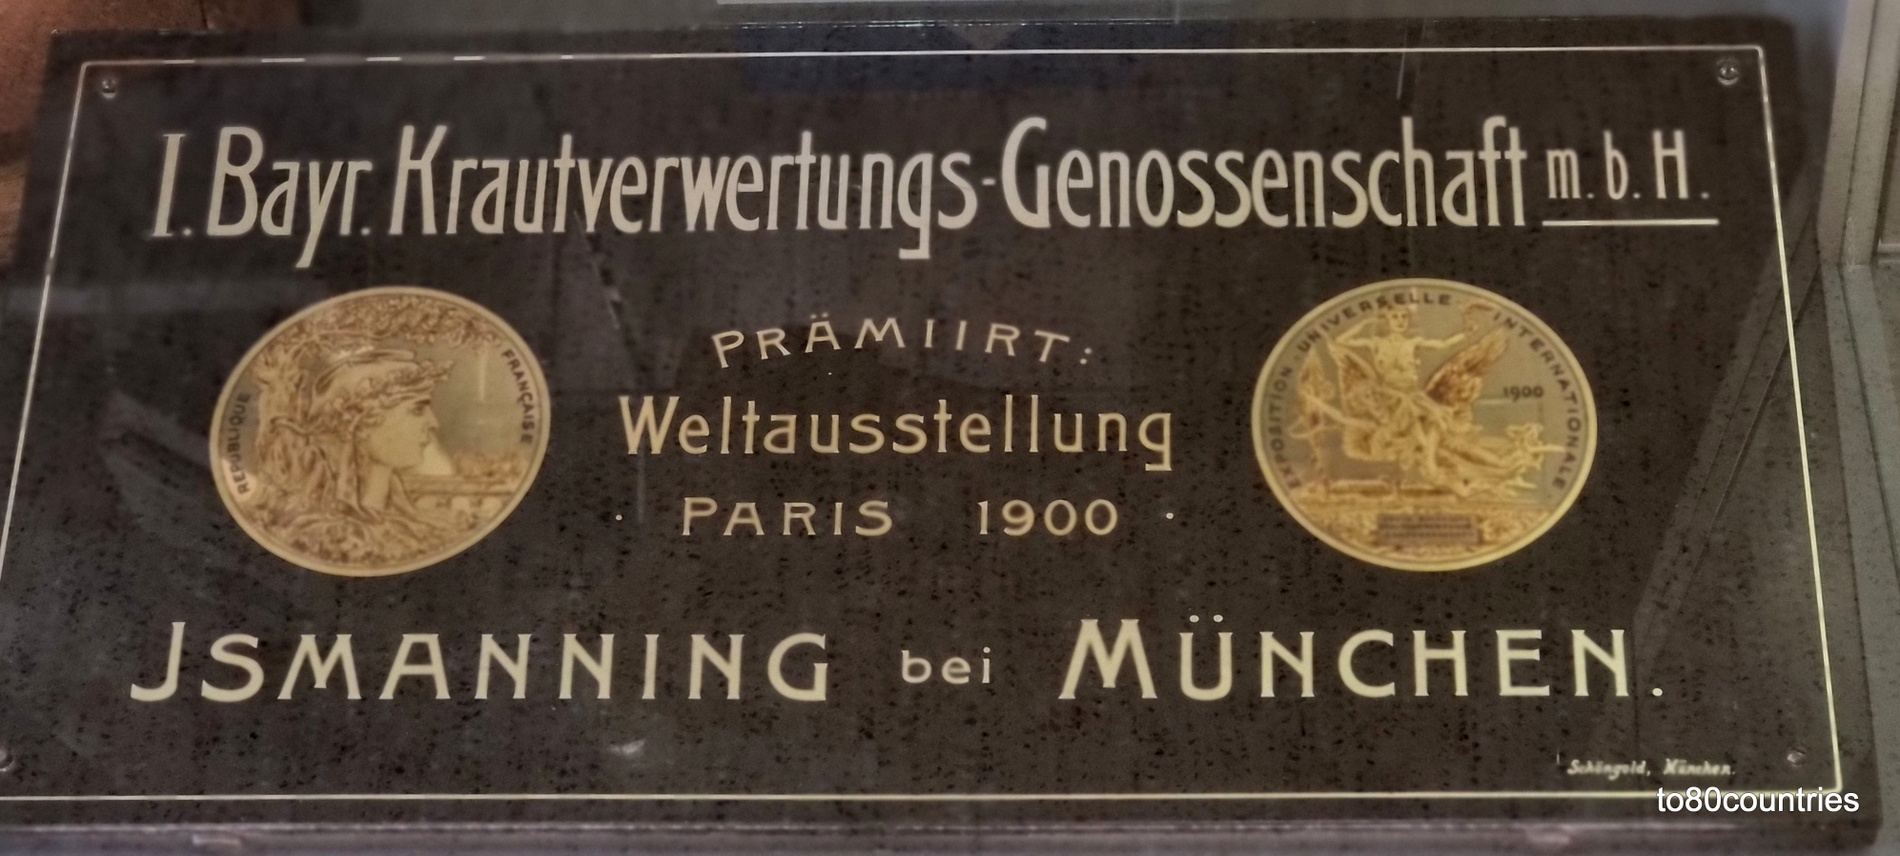 I. Bayr. Krautverwertungs-Genossenschaft m.b.H.
REPUBLIQUE FRANÇAISE
PRÄMIIRT:
Weltausstellung
· PARIS 1900 ·
EXPOSITION UNIVERSELLE INTERNATIONALE
1900
JSMANNING bei MÜNCHEN.
Schöngold, München.
to80countries